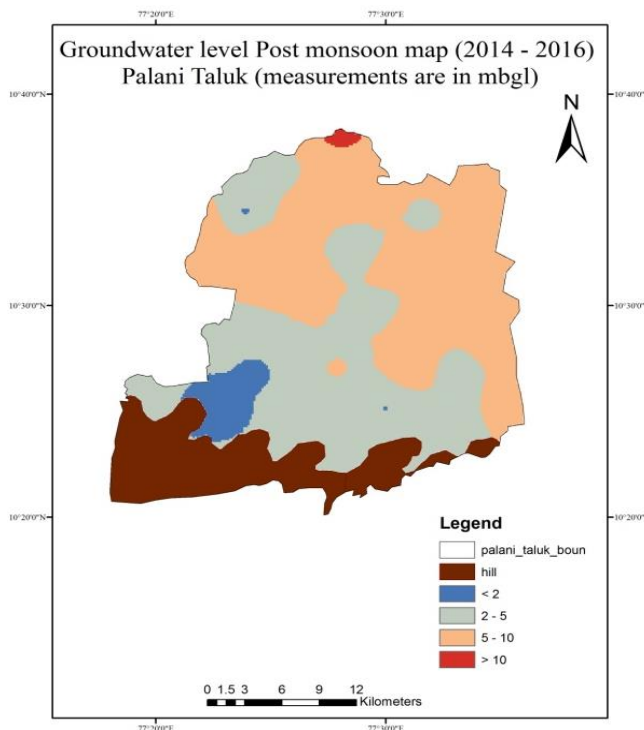 77°20'0"E 77°30'0"E
Groundwater level Post monsoon map (2014 - 2016)
Palani Taluk (measurements are in mbgl)
10°40'0"N 10°40'0"N
N
10°30'0"N 10°30'0"N
10°20'0"N 10°20'0"N
Legend
palani_taluk_boun
hill
< 2
2 - 5
5 - 10
> 10
0 1.5 3 6 9 12
Kilometers
77°20'0"E 77°30'0"E